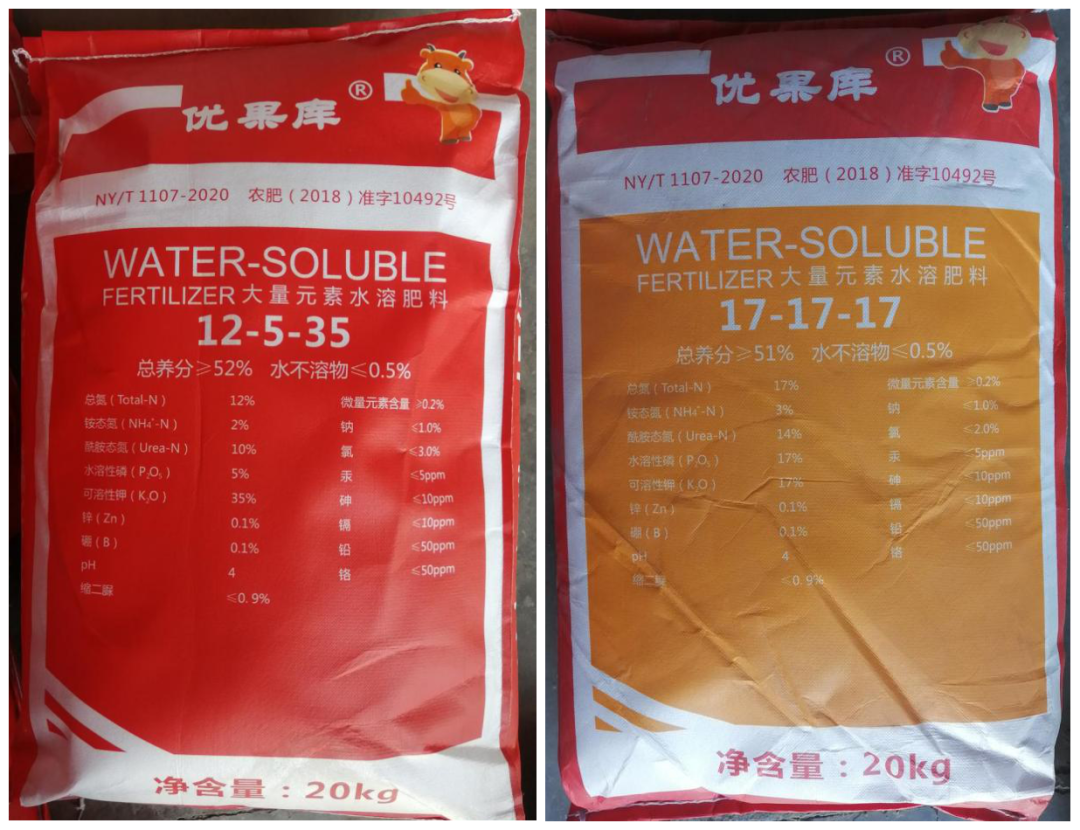 优果库®
NY/T 1107-2020 农肯(2018)准字10492号
WATER-SOLUBLE
FERTILIZER 大量元素水溶肥料
12-5-35
总养分≥52% 水不溶物≤0.5%
总氮(Total-N) 12% 微量元素含量 ≥0.2%
铵态氮(NH₄⁺-N) 2% 钠 ≤1.0%
酰胺态氮(Urea-N) 10% 氯 ≤3.0%
水溶性磷(P₂O₅) 5% 汞 ≤5ppm
可溶性钾(K₂O) 35% 砷 ≤10ppm
锌(Zn) 0.1% 镉 ≤10ppm
硼(B) 0.1% 铅 ≤50ppm
pH 4 铬 ≤50ppm
缩二脲 ≤0.9%
净含量:20kg
优果库®
NY/T 1107-2020 农肥(2018)准字10492号
WATER-SOLUBLE
FERTILIZER 大量元素水溶肥料
17-17-17
总养分≥51% 水不溶物≤0.5%
总氮(Total-N) 17% 微量元素含量 ≥0.2%
铵态氮(NH₄⁺-N) 3% 钠 ≤1.0%
酰胺态氮(Urea-N) 14% 氯 ≤2.0%
水溶性磷(P₂O₅) 17% 汞 ≤5ppm
可溶性钾(K₂O) 17% 砷 ≤10ppm
锌(Zn) 0.1% 镉 ≤10ppm
硼(B) 0.1% 铅 ≤50ppm
pH 4 铬 ≤50ppm
缩二脲 ≤0.9%
净含量:20kg